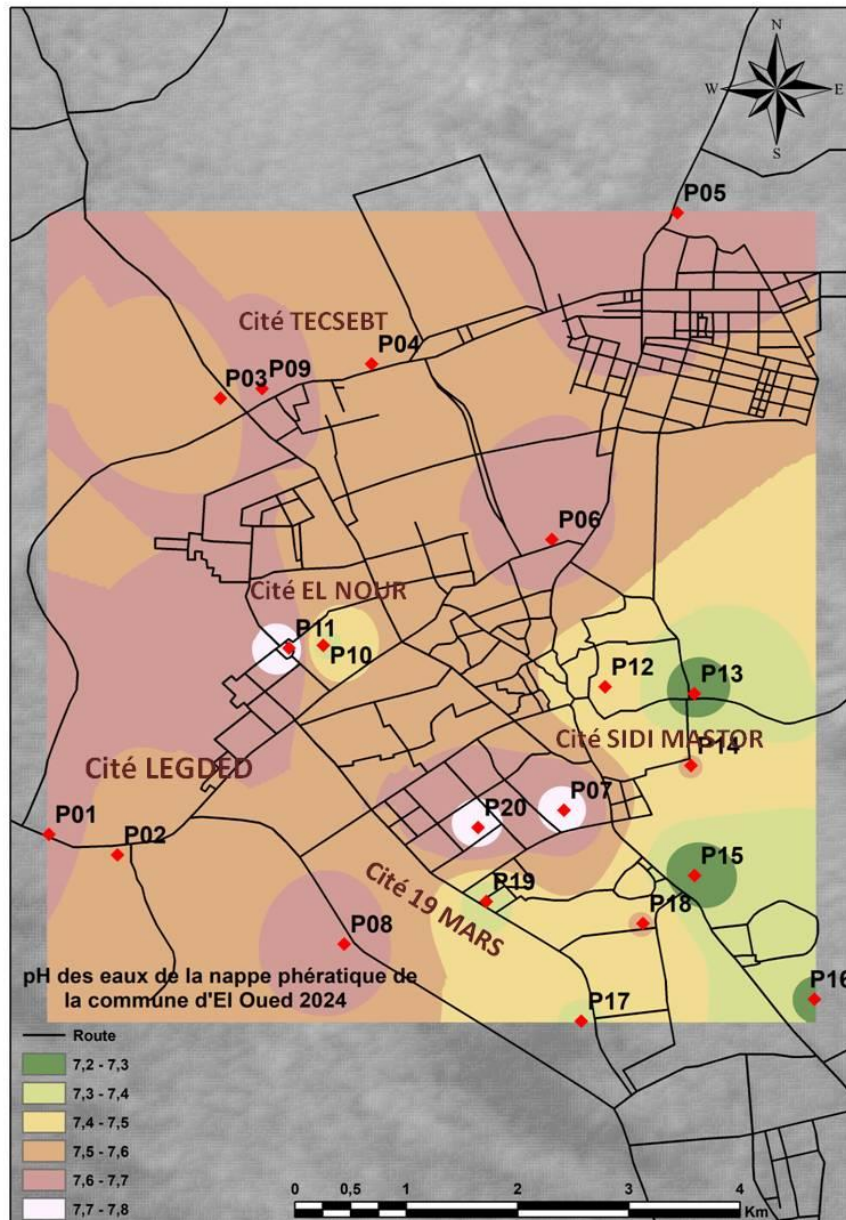 N
W E
S
P05
Cité TECSEBT
P04
P03 P09
P06
Cité EL NOUR
P11
P10
P12
P13
Cité SIDI MASTOR
P14
Cité LEGDED
P07
P20
P01
P02
P15
P19
Cité 19 MARS
P18
P08
P16
P17
pH des eaux de la nappe phératique de
la commune d'El Oued 2024
Route
7,2 - 7,3
7,3 - 7,4
7,4 - 7,5
7,5 - 7,6
7,6 - 7,7
7,7 - 7,8
0 0,5 1 2 3 4
Km